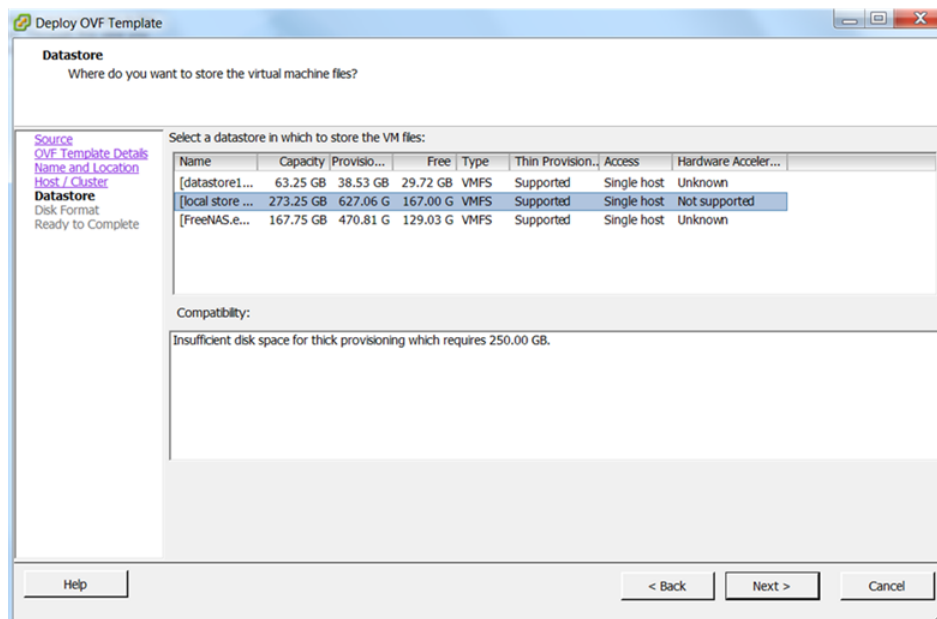 Deploy OVF Template
Datastore
Where do you want to store the virtual machine files?
Source
OVF Template Details
Name and Location
Host / Cluster
Datastore
Disk Format
Ready to Complete
Select a datastore in which to store the VM files:
Name Capacity Provisio... Free Type Thin Provision... Access Hardware Acceler...
[datastore1... 63.25 GB 38.53 GB 29.72 GB VMFS Supported Single host Unknown
[local store ... 273.25 GB 627.06 G 167.00 G VMFS Supported Single host Not supported
[FreeNAS.e... 167.75 GB 470.81 G 129.03 G VMFS Supported Single host Unknown
Compatibility:
Insufficient disk space for thick provisioning which requires 250.00 GB.
Help
< Back
Next >
Cancel